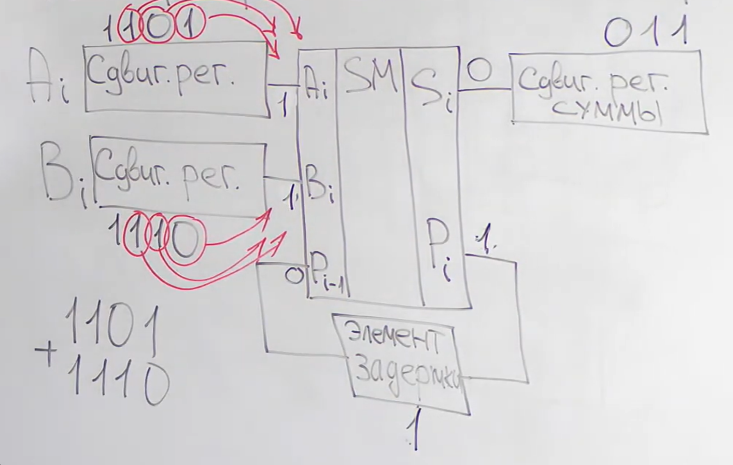 1101
011
Ai
Сдвиг. рег.
1
Ai
SM
Si
0
Сдвиг. рег.
СУММЫ
Bi
Сдвиг. рег.
1.
Bi
1110
0
Pi-1
Pi
1.
1101
+
1110
Элемент
Задержки
1